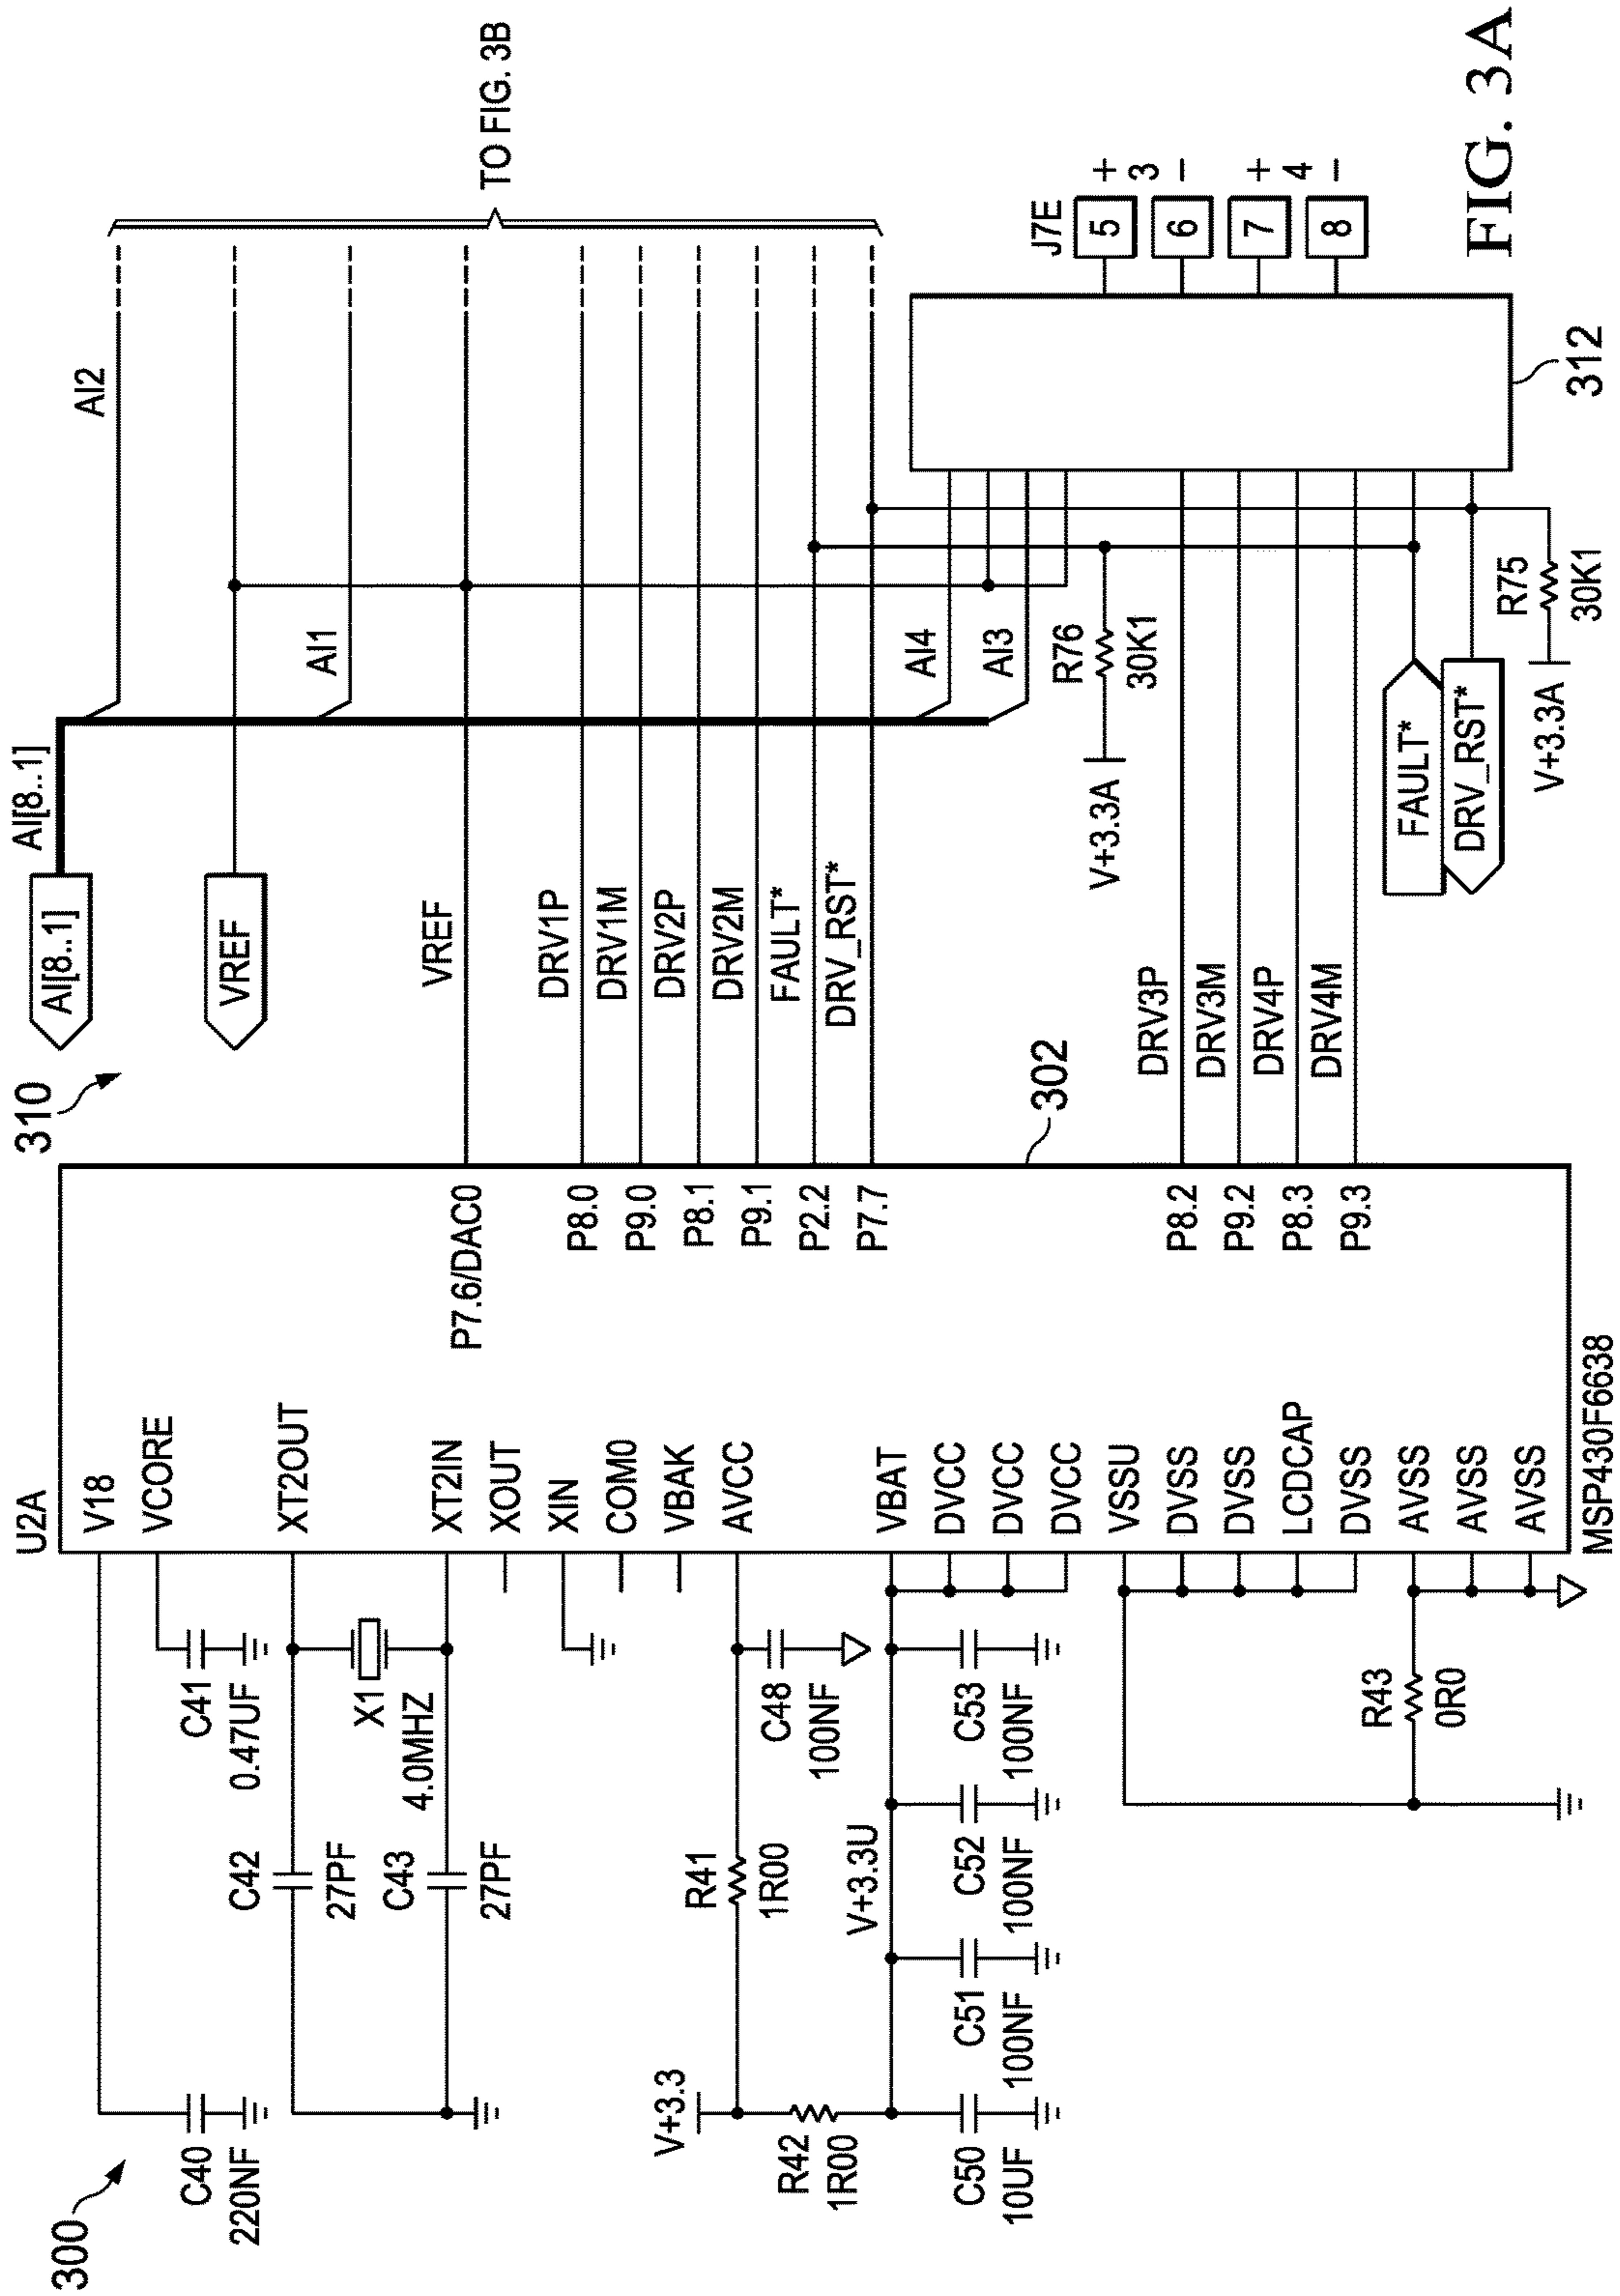 300
C40
220NF
C41
0.47UF
C42
27PF
X1
4.0MHZ
C43
27PF
V+3.3
R41
1R00
C48
100NF
R42
1R00
V+3.3U
C50
10UF
C51
100NF
C52
100NF
C53
100NF
R43
0R0
U2A
V18
VCORE
XT2OUT
XT2IN
XOUT
XIN
COM0
VBAK
AVCC
VBAT
DVCC
DVCC
DVCC
VSSU
DVSS
DVSS
LCDCAP
DVSS
AVSS
AVSS
AVSS
MSP430F6638
P7.6/DAC0
P8.0
P9.0
P8.1
P9.1
P2.2
P7.7
P8.2
P9.2
P8.3
P9.3
302
310
AI[8..1]
AI[8..1]
VREF
VREF
DRV1P
DRV1M
DRV2P
DRV2M
FAULT*
DRV_RST*
DRV3P
DRV3M
DRV4P
DRV4M
AI2
AI1
AI4
AI3
V+3.3A
R76
30K1
FAULT*
DRV_RST*
V+3.3A
R75
30K1
312
J7E
5 +
3
6 –
7 +
4
8 –
TO FIG. 3B
FIG. 3A